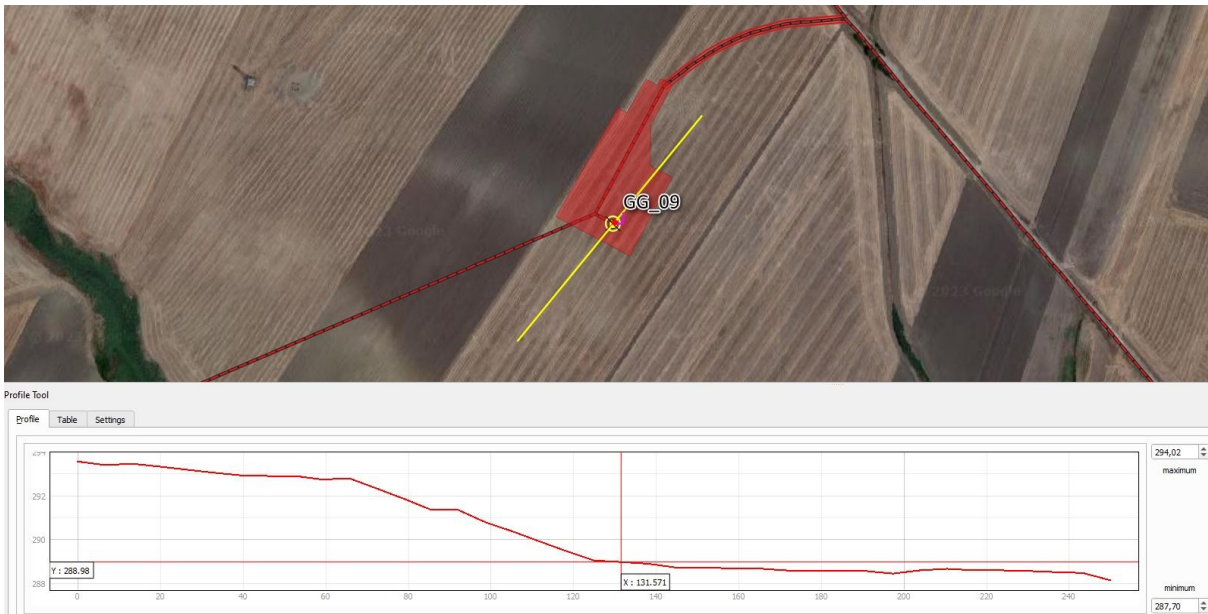 GG_09
2023 Google
2023 Google
Profile Tool
Profile Table Settings
294
294,02
maximum
292
290
Y : 288.98
X : 131.571
288
minimum
0 20 40 60 80 100 120 140 160 180 200 220 240
287,70